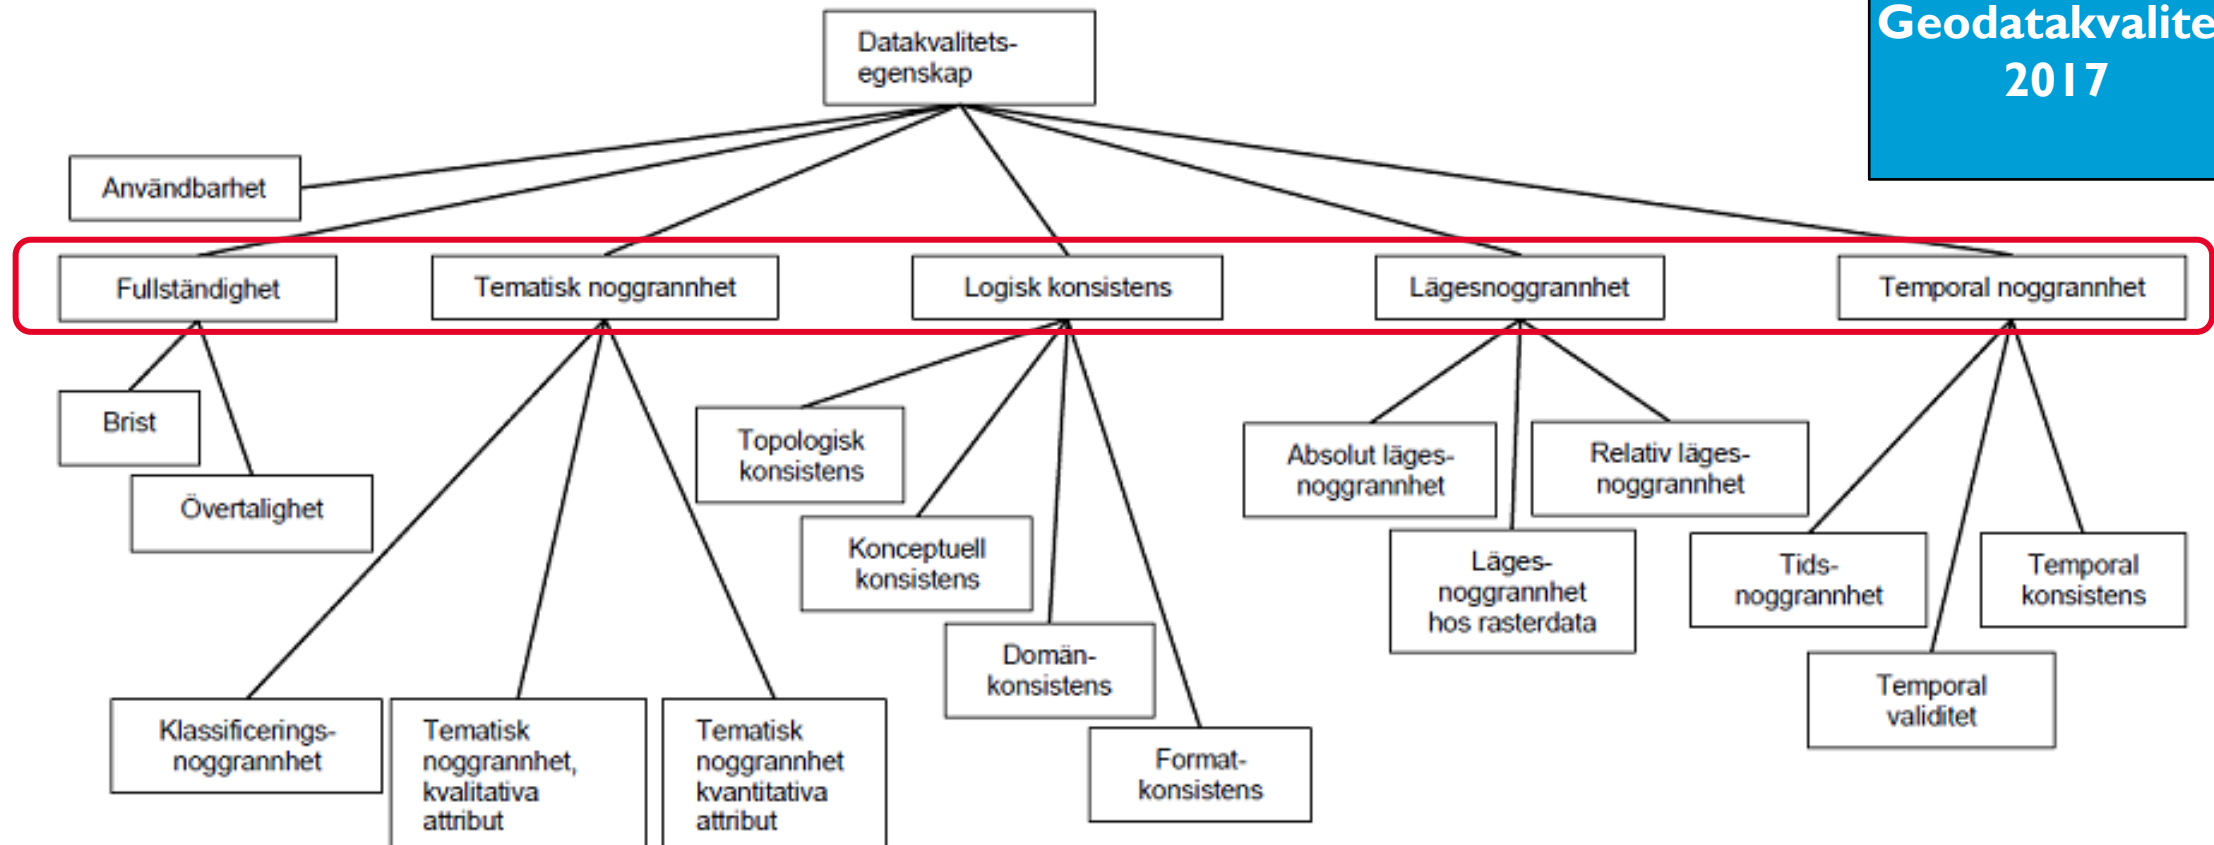 Datakvalitets-
egenskap
Geodatakvalite
2017
Användbarhet
Fullständighet
Tematisk noggrannhet
Logisk konsistens
Lägesnoggrannhet
Temporal noggrannhet
Brist
Övertalighet
Klassificerings-
noggrannhet
Tematisk
noggrannhet,
kvalitativa
attribut
Tematisk
noggrannhet
kvantitativa
attribut
Topologisk
konsistens
Konceptuell
konsistens
Domän-
konsistens
Format-
konsistens
Absolut läges-
noggrannhet
Läges-
noggrannhet
hos rasterdata
Relativ läges-
noggrannhet
Tids-
noggrannhet
Temporal
validitet
Temporal
konsistens